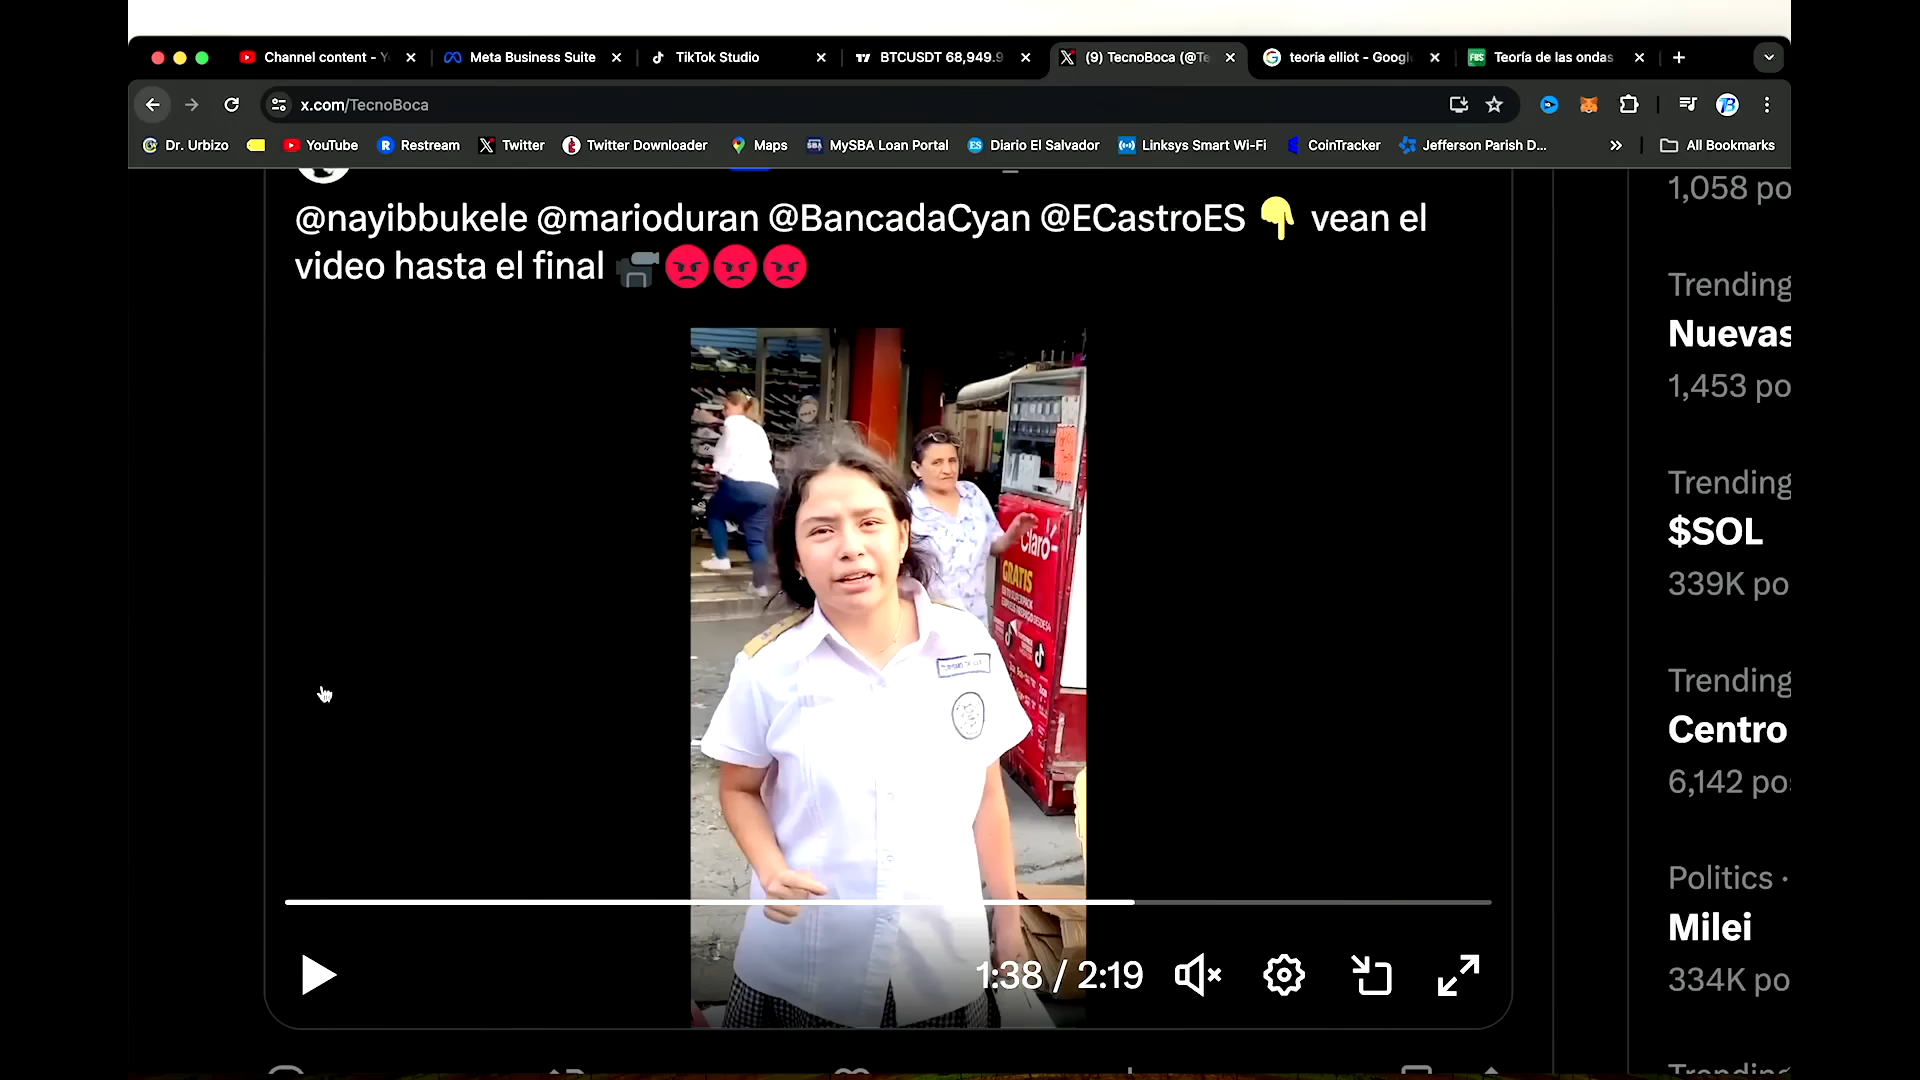 Channel content - Y
Meta Business Suite
TikTok Studio
BTCUSDT 68,949.9
(9) TecnoBoca (@Te
teoria elliot - Googl
FBS
Teoría de las ondas
x.com/TecnoBoca
Dr. Urbizo
YouTube
Restream
Twitter
Twitter Downloader
Maps
SBA
MySBA Loan Portal
ES
Diario El Salvador
Linksys Smart Wi-Fi
CoinTracker
Jefferson Parish D...
All Bookmarks
@nayibbukele @marioduran @BancadaCyan @ECastroES 👇 vean el
video hasta el final 📹😡😡😡
Claro
GRATIS
1:38 / 2:19
1,058 po
Trending
Nuevas
1,453 po
Trending
$SOL
339K po
Trending
Centro
6,142 po
Politics ·
Milei
334K po
Trending